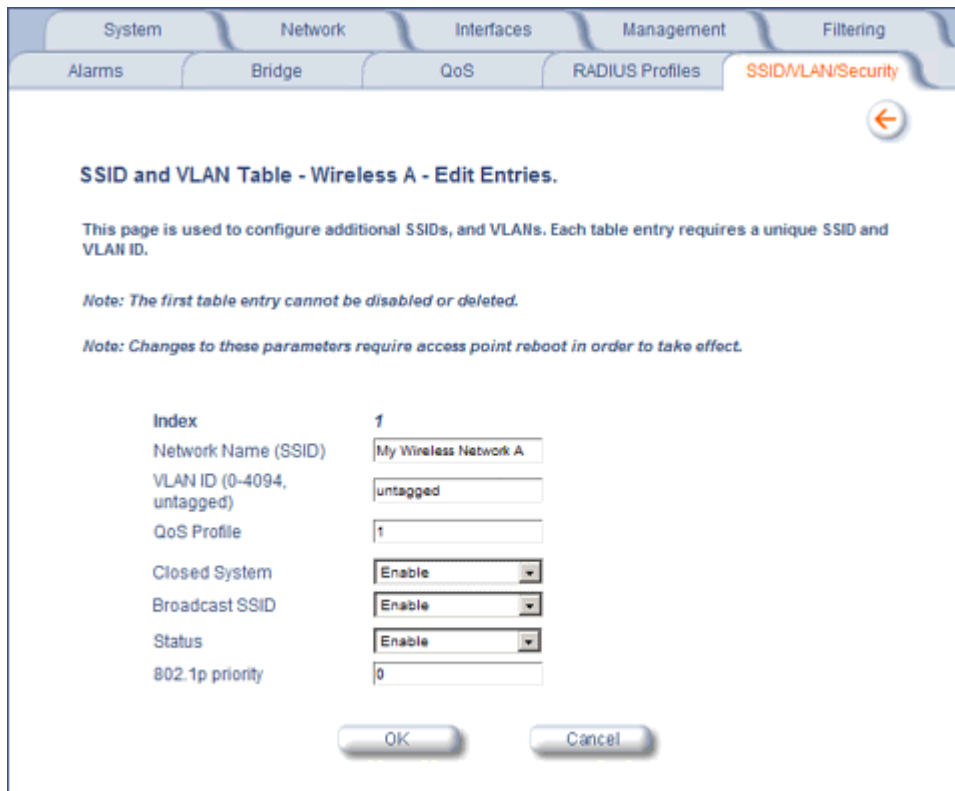 System Network Interfaces Management Filtering
Alarms Bridge QoS RADIUS Profiles SSID/VLAN/Security
SSID and VLAN Table - Wireless A - Edit Entries.
This page is used to configure additional SSIDs, and VLANs. Each table entry requires a unique SSID and
VLAN ID.
Note: The first table entry cannot be disabled or deleted.
Note: Changes to these parameters require access point reboot in order to take effect.
Index 1
Network Name (SSID) My Wireless Network A
VLAN ID (0-4094,
untagged) untagged
QoS Profile 1
Closed System Enable
Broadcast SSID Enable
Status Enable
802.1p priority 0
OK Cancel